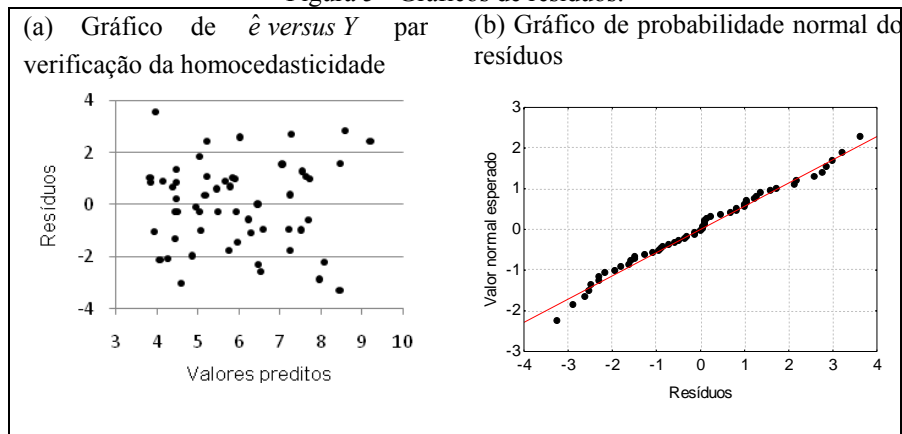 (a) Gráfico de ê versus Y par
verificação da homocedasticidade
4
2
0
-2
-4
3 4 5 6 7 8 9 10
Resíduos
Valores preditos
(b) Gráfico de probabilidade normal do
resíduos
3
2
1
0
-1
-2
-3
-4 -3 -2 -1 0 1 2 3 4
Valor normal esperado
Resíduos